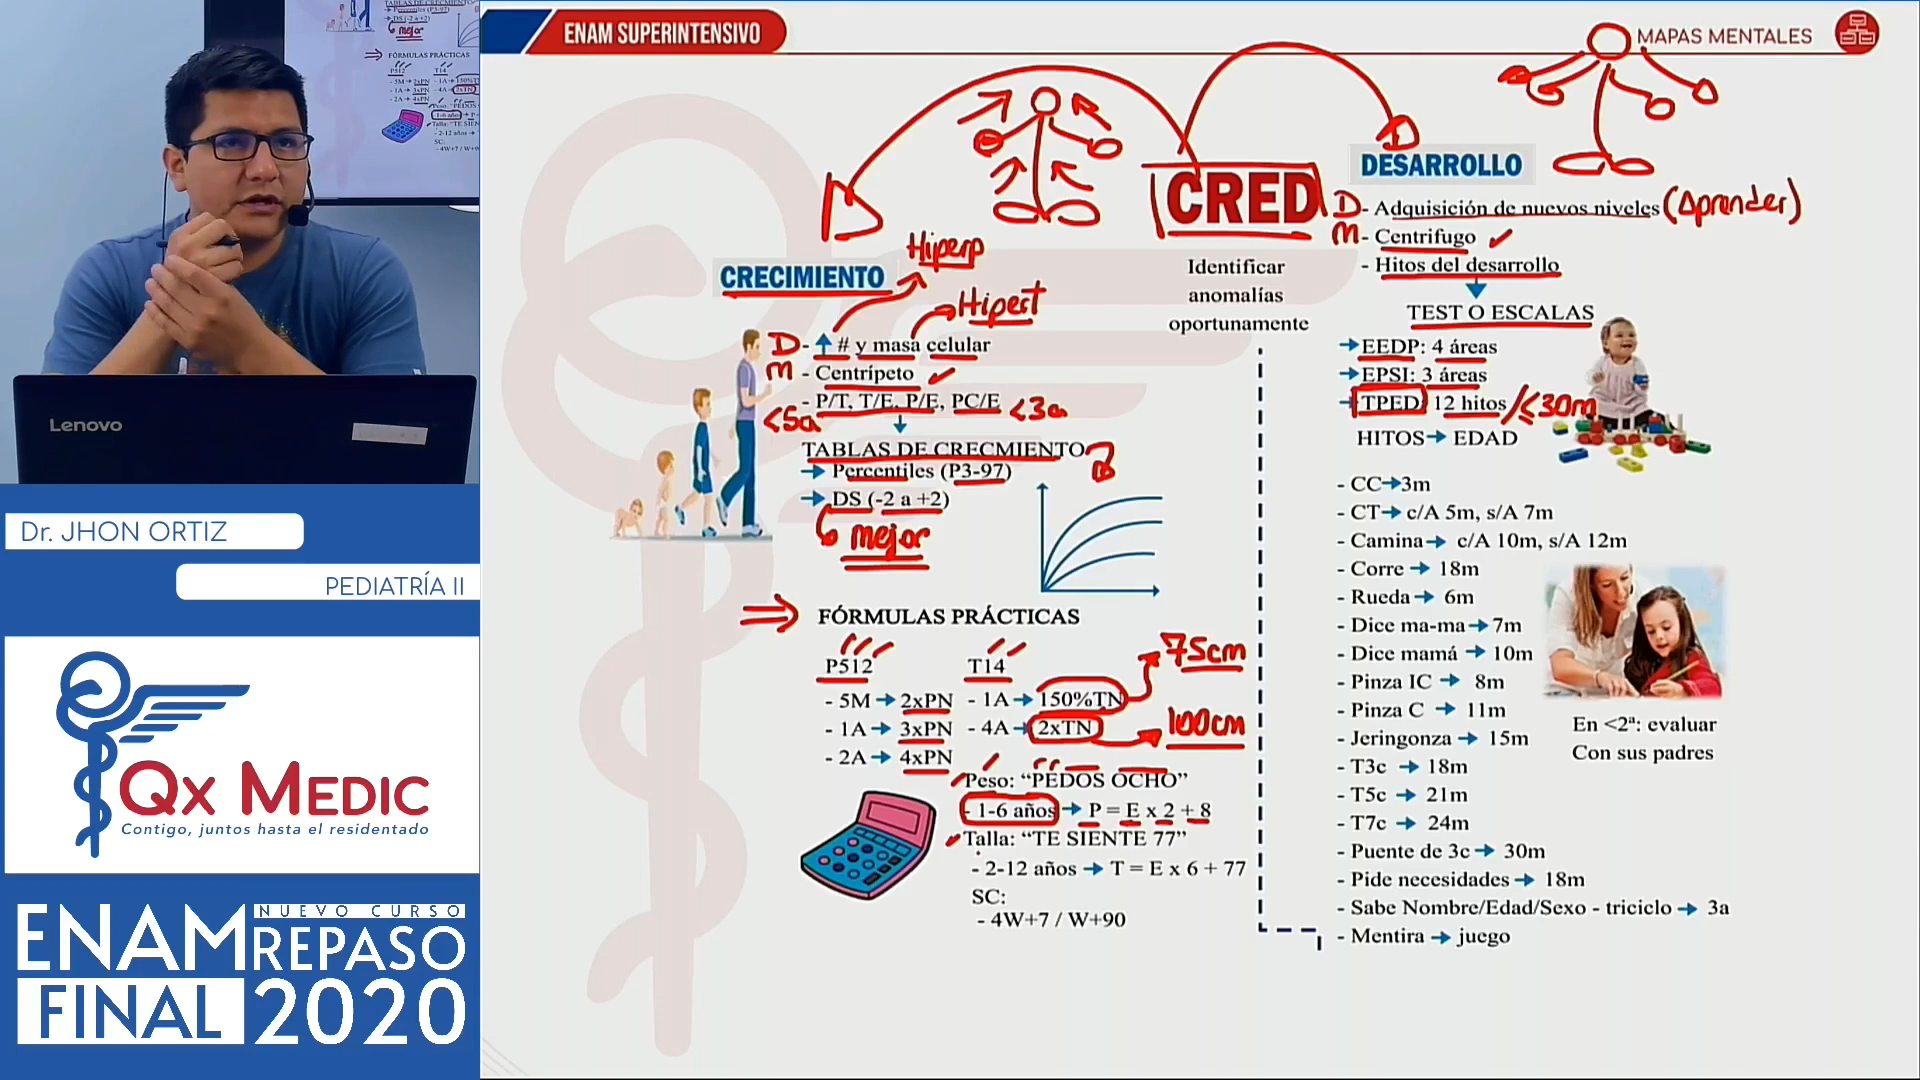 ENAM SUPERINTENSIVO
MAPAS MENTALES
CRED
Identificar
anomalías
oportunamente
CRECIMIENTO
Hiperp
Hipert
D - ↑ # y masa celular
M - Centrípeto ✓
- P/T, T/E, P/E, PC/E <3a
<5a
TABLAS DE CRECMIENTO
→ Percentiles (P3-97)
→ DS (-2 a +2)
mejor
⇒ FÓRMULAS PRÁCTICAS
P512
- 5M → 2xPN
- 1A → 3xPN
- 2A → 4xPN
T14
- 1A → 150%TN 75cm
- 4A → 2xTN 100cm
Peso: “PEDOS OCHO”
- 1-6 años → P = E x 2 + 8
Talla: “TE SIENTE 77”
- 2-12 años → T = E x 6 + 77
SC:
- 4W+7 / W+90
D
DESARROLLO
D - Adquisición de nuevos niveles (Aprender)
M - Centrifugo ✓
- Hitos del desarrollo
TEST O ESCALAS
→ EEDP: 4 áreas
→ EPSI: 3 áreas
→ TPED: 12 hitos / ≤30m
HITOS → EDAD
- CC → 3m
- CT → c/A 5m, s/A 7m
- Camina → c/A 10m, s/A 12m
- Corre → 18m
- Rueda → 6m
- Dice ma-ma → 7m
- Dice mamá → 10m
- Pinza IC → 8m
- Pinza C → 11m
- Jeringonza → 15m
- T3c → 18m
- T5c → 21m
- T7c → 24m
- Puente de 3c → 30m
- Pide necesidades → 18m
- Sabe Nombre/Edad/Sexo - triciclo → 3a
- Mentira → juego
En <2ª: evaluar
Con sus padres
Lenovo
Dr. JHON ORTIZ
PEDIATRÍA II
QX MEDIC
Contigo, juntos hasta el residentado
NUEVO CURSO
ENAM REPASO
FINAL 2020